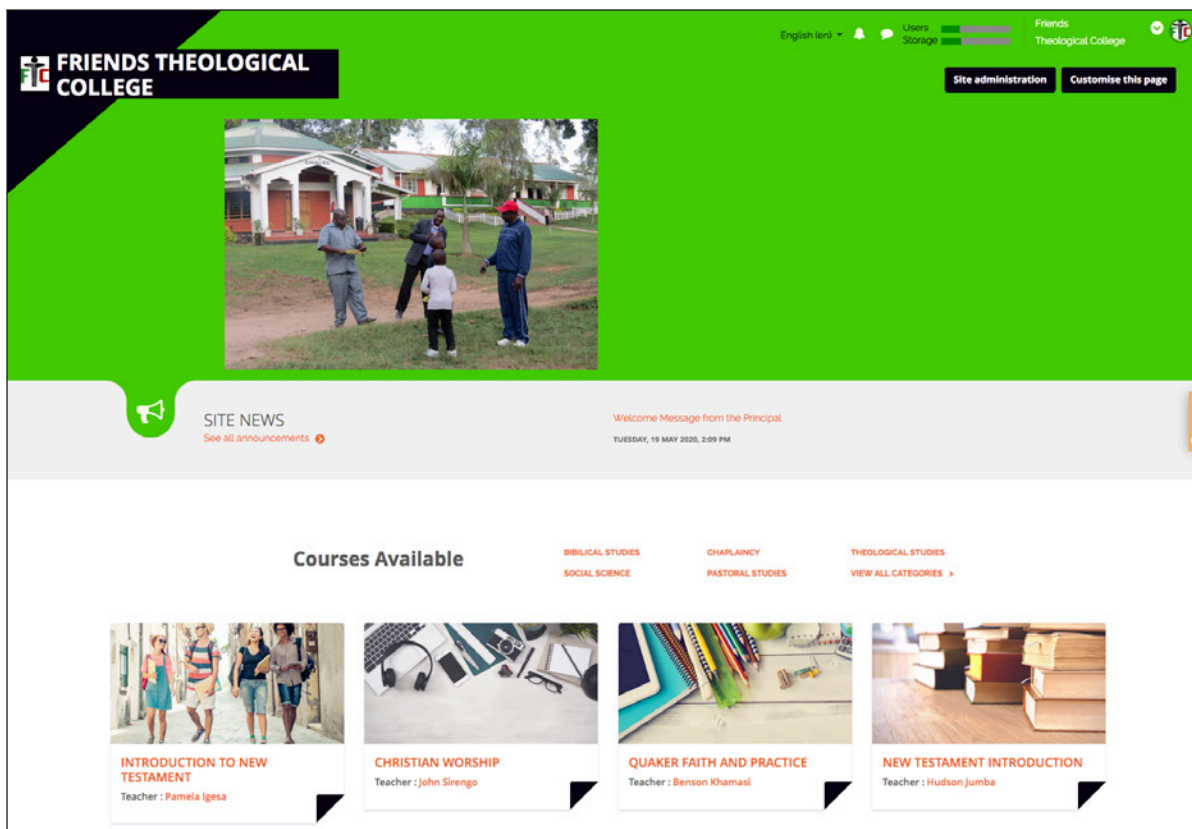 English (en)
Users
Storage
Friends
Theological College
FTC
FRIENDS THEOLOGICAL
COLLEGE
Site administration
Customise this page
CHAPEL
SITE NEWS
See all announcements
Welcome Message from the Principal
TUESDAY, 19 MAY 2020, 2:09 PM
Courses Available
BIBILICAL STUDIES
CHAPLAINCY
THEOLOGICAL STUDIES
SOCIAL SCIENCE
PASTORAL STUDIES
VIEW ALL CATEGORIES
INTRODUCTION TO NEW
TESTAMENT
Teacher : Pamela Igesa
CHRISTIAN WORSHIP
Teacher : John Sirengo
QUAKER FAITH AND PRACTICE
Teacher : Benson Khamasi
NEW TESTAMENT INTRODUCTION
Teacher : Hudson Jumba